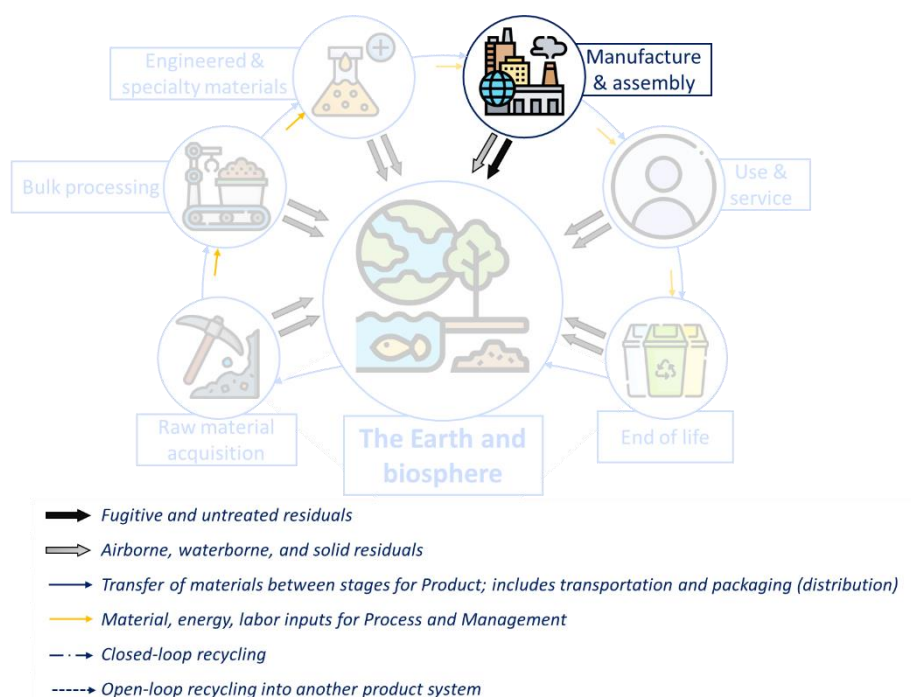 Engineered &
specialty materials
Manufacture
& assembly
Bulk processing
Use &
service
Raw material
acquisition
The Earth and
biosphere
End of life
Fugitive and untreated residuals
Airborne, waterborne, and solid residuals
Transfer of materials between stages for Product; includes transportation and packaging (distribution)
Material, energy, labor inputs for Process and Management
Closed-loop recycling
Open-loop recycling into another product system